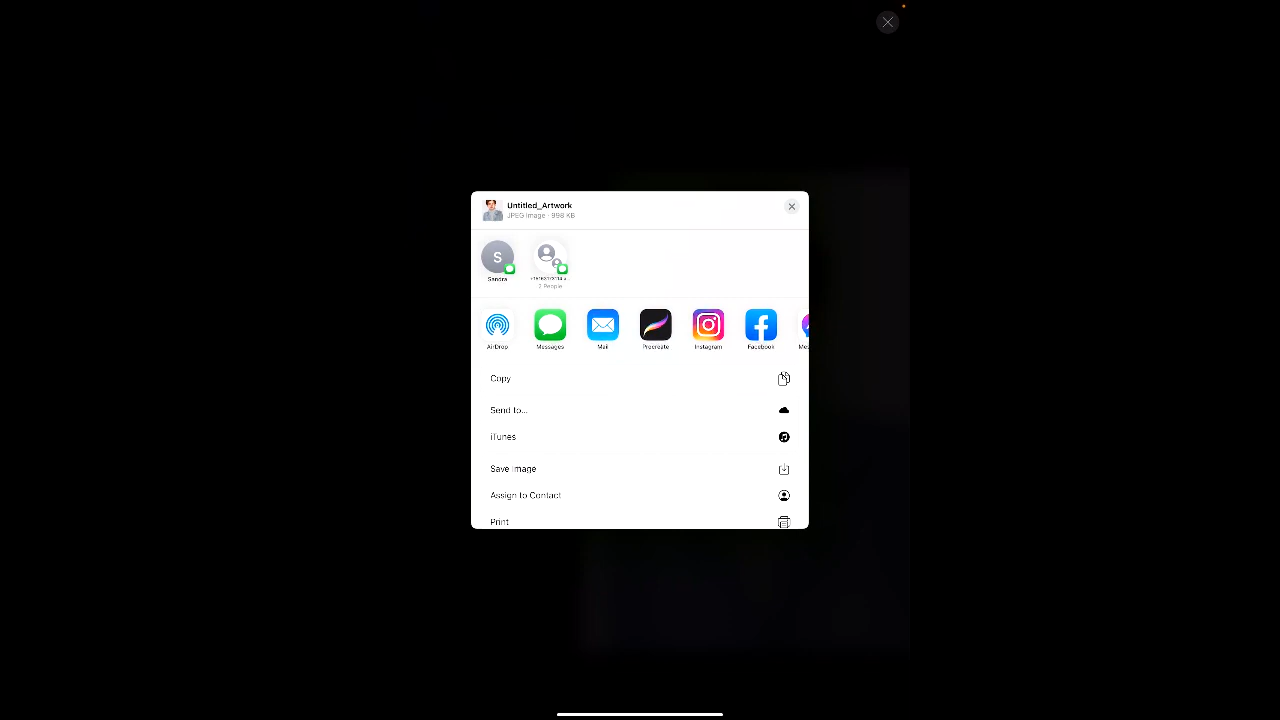 Untitled_Artwork
JPEG Image · 998 KB
S
Sandra
2 People
AirDrop
Messages
Mail
Procreate
Instagram
Facebook
Copy
Send to...
iTunes
Save Image
Assign to Contact
Print